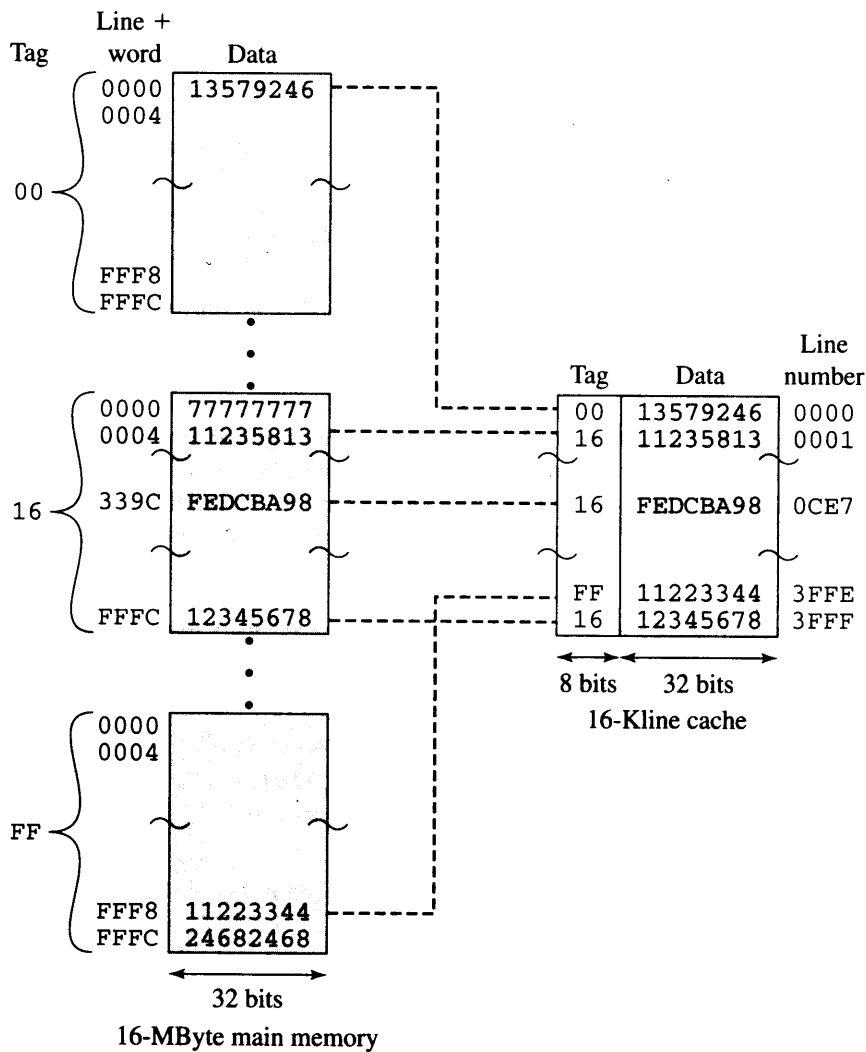 Tag
Line +
word
Data
0000 13579246
0004
00
FFF8
FFFC
0000 77777777
0004 11235813
16
339C FEDCBA98
FFFC 12345678
0000
0004
FF
FFF8 11223344
FFFC 24682468
32 bits
16-MByte main memory
Tag
Data
Line
number
00 13579246 0000
16 11235813 0001
16 FEDCBA98 0CE7
FF 11223344 3FFE
16 12345678 3FFF
8 bits
32 bits
16-Kline cache